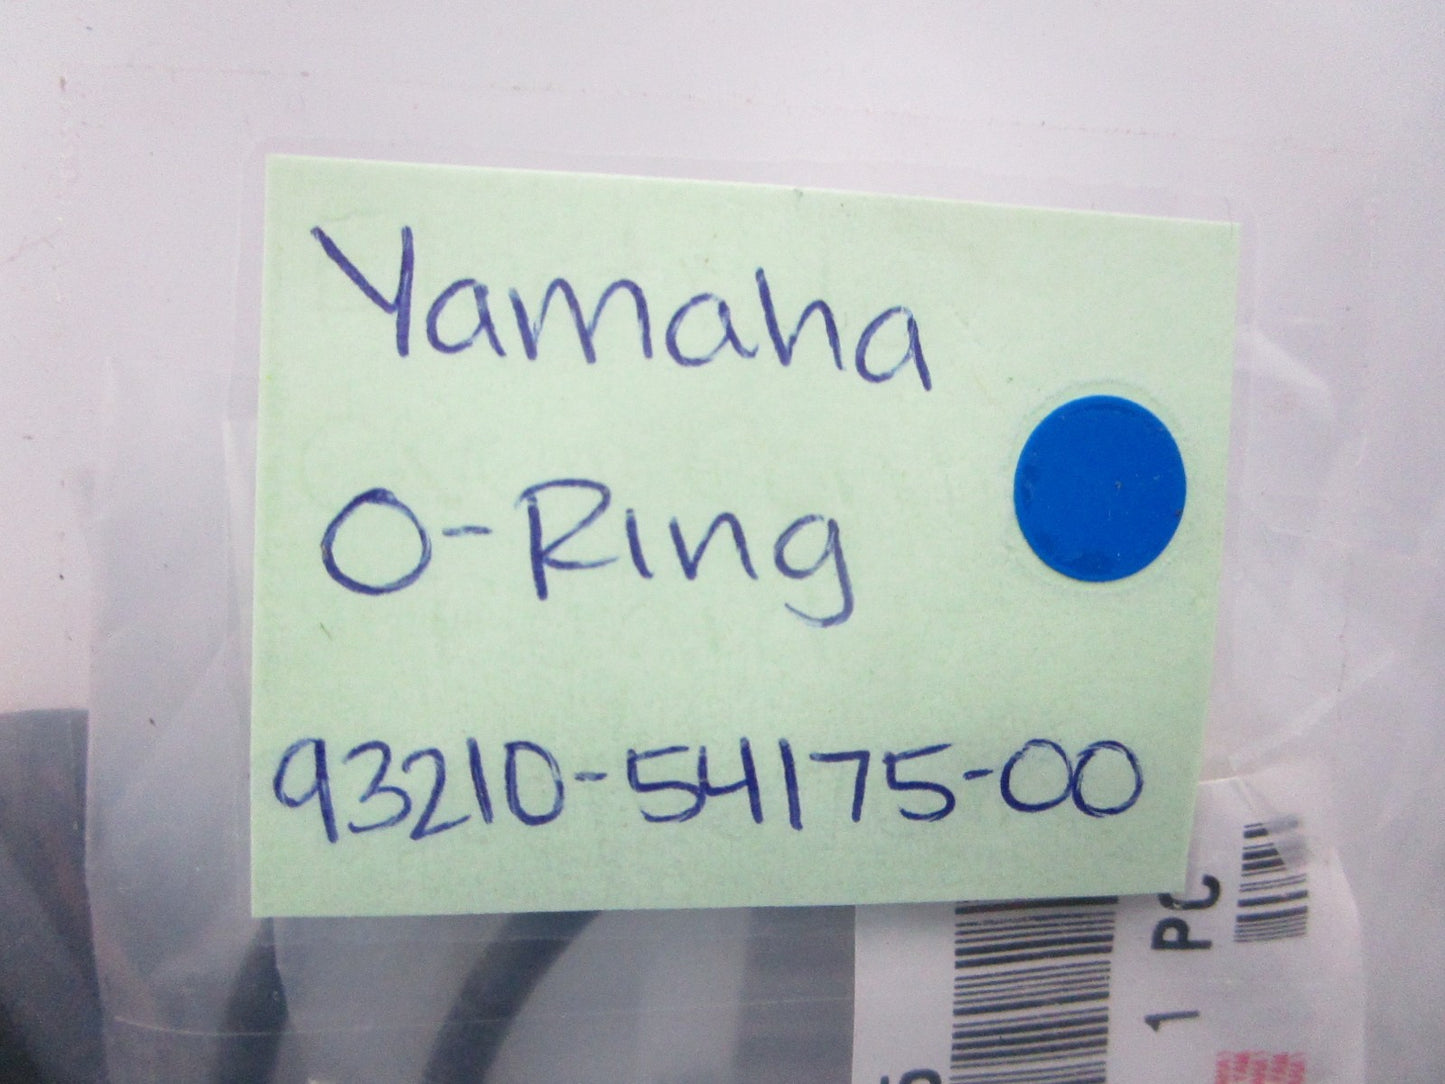 Yamaha
O-Ring
93210-54175-00
1 PC